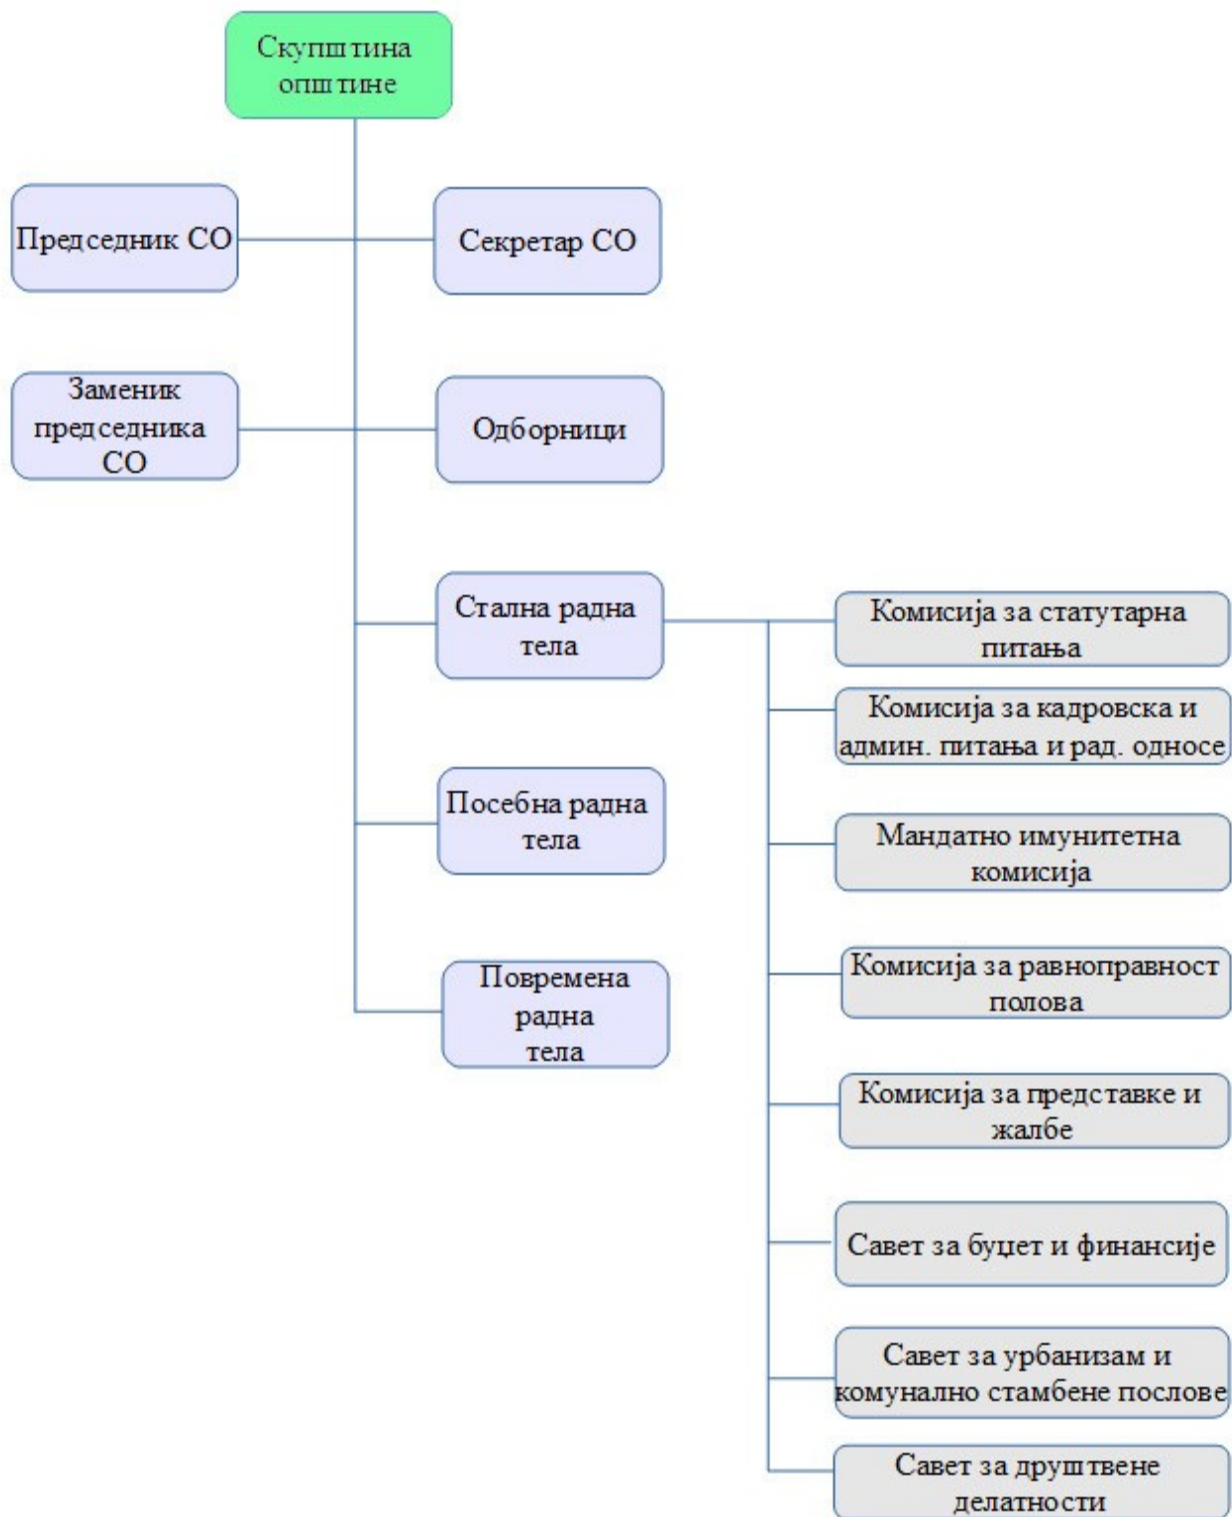 Скупштина
општине
Председник СО
Секретар СО
Заменик
председника
СО
Одборници
Стална радна
тела
Посебна радна
тела
Повремена
радна
тела
Комисија за статутарна
питања
Комисија за кадровска и
админ. питања и рад. односе
Мандатно имунитетна
комисија
Комисија за равноправност
полова
Комисија за представке и
жалбе
Савет за буџет и финансије
Савет за урбанизам и
комунално стамбене послове
Савет за друштвене
делатности